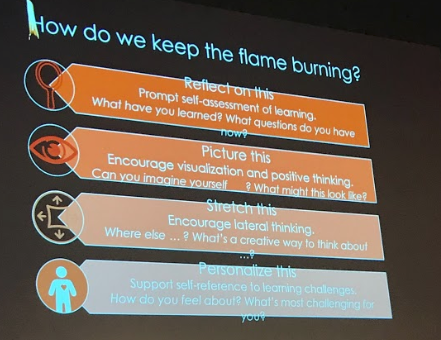 How do we keep the flame burning?
Reflect on this
Prompt self-assessment of learning.
What have you learned? What questions do you have
now?
Picture this
Encourage visualization and positive thinking.
Can you imagine yourself ? What might this look like?
Stretch this
Encourage lateral thinking.
Where else ... ? What's a creative way to think about
...?
Personalize this
Support self-reference to learning challenges.
How do you feel about? What's most challenging for
you?